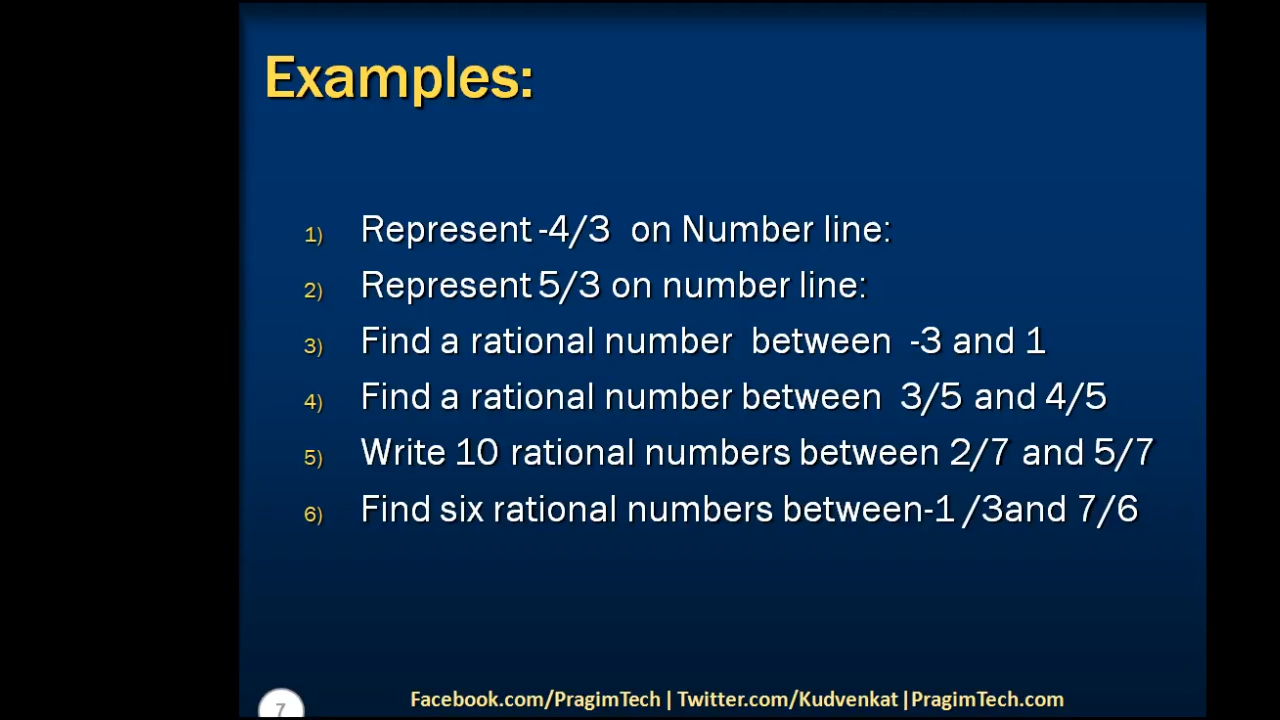 Examples:
1) Represent -4/3 on Number line:
2) Represent 5/3 on number line:
3) Find a rational number between -3 and 1
4) Find a rational number between 3/5 and 4/5
5) Write 10 rational numbers between 2/7 and 5/7
6) Find six rational numbers between-1 /3and 7/6
7
Facebook.com/PragimTech | Twitter.com/Kudvenkat |PragimTech.com